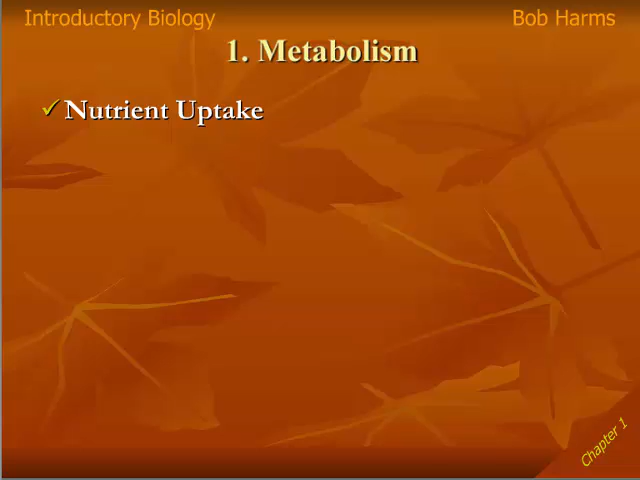 Introductory Biology
Bob Harms
1. Metabolism
✓ Nutrient Uptake
Chapter 1